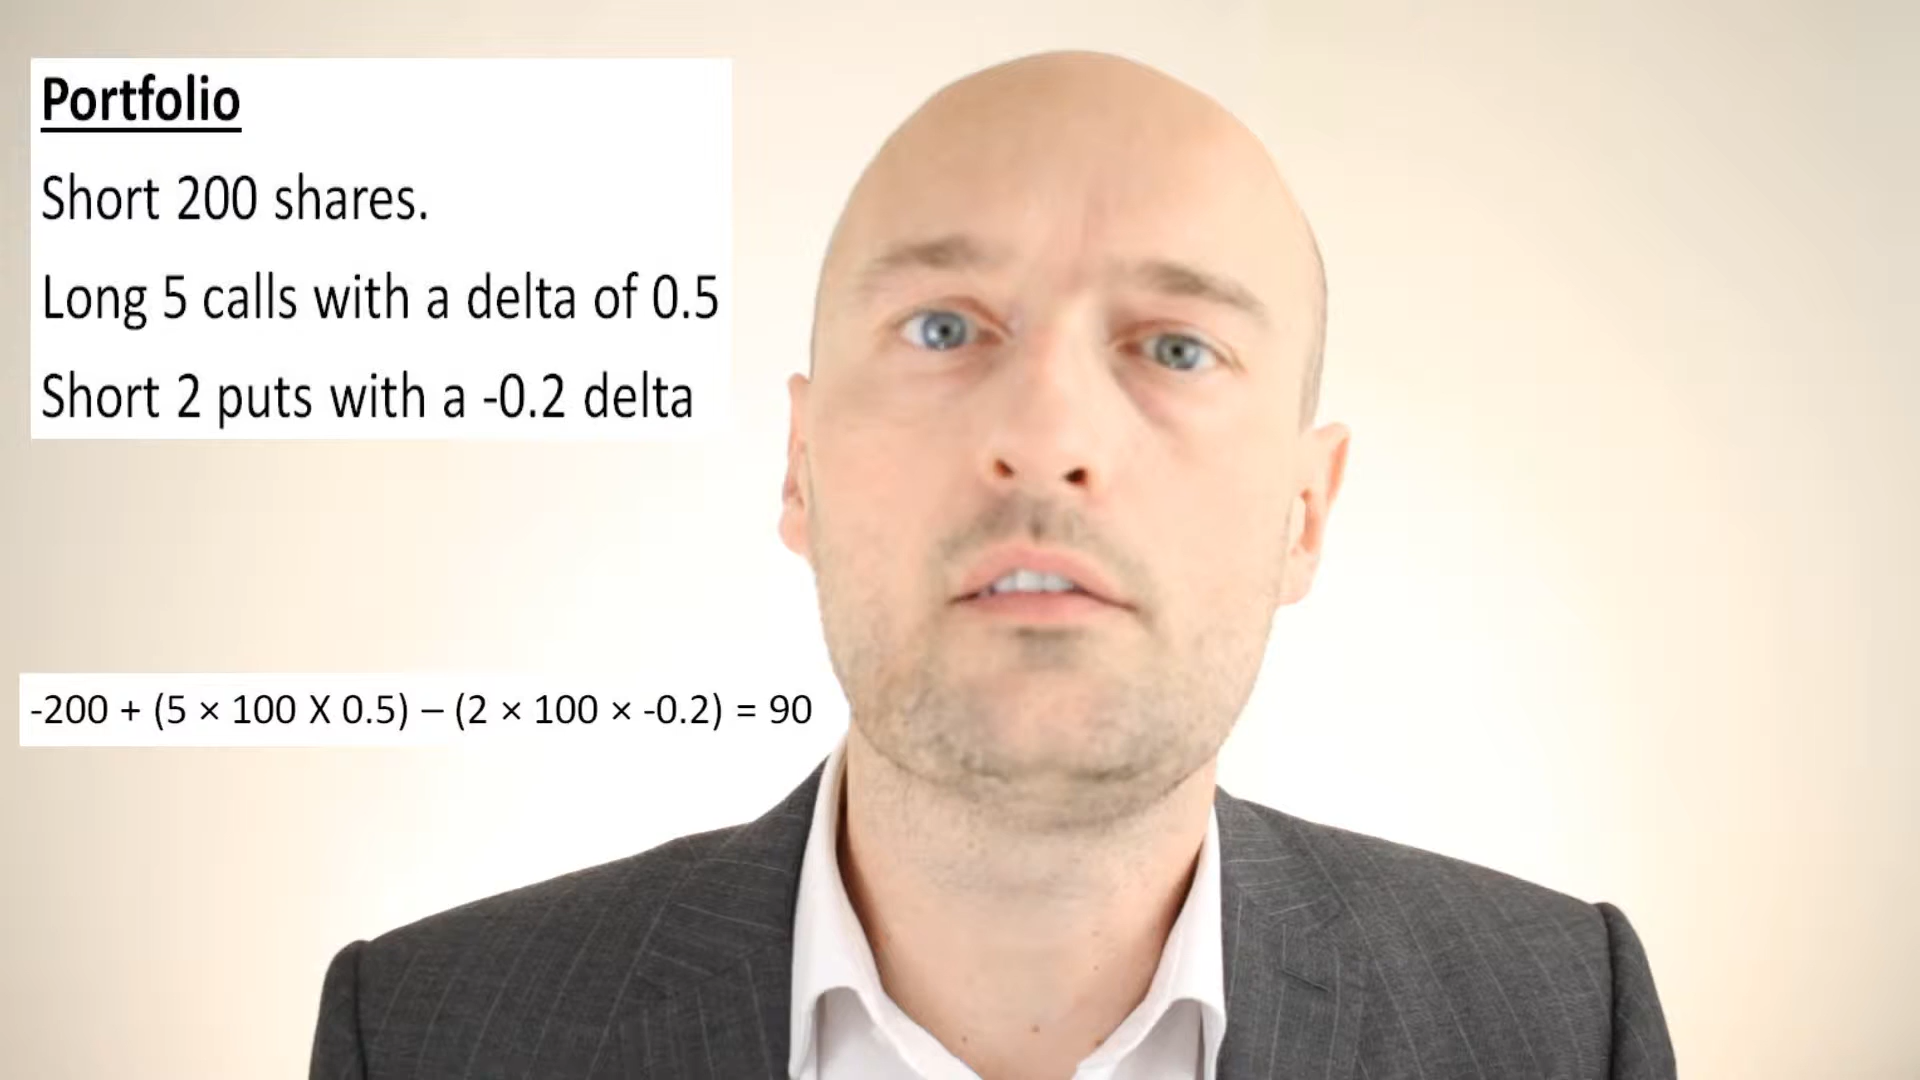 Portfolio
Short 200 shares.
Long 5 calls with a delta of 0.5
Short 2 puts with a -0.2 delta
-200 + (5 × 100 X 0.5) – (2 × 100 × -0.2) = 90